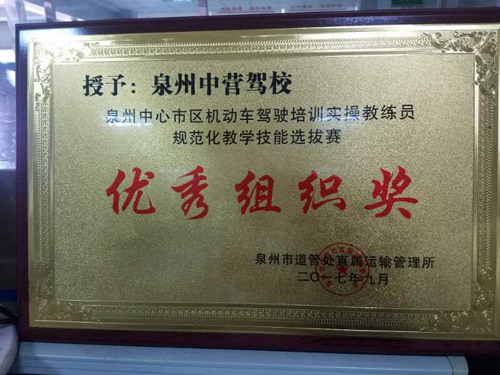 授予：泉州中营驾校
泉州中心市区机动车驾驶培训实操教练员
规范化教学技能选拔赛
优秀组织奖
泉州市道管处直属运输管理所
二〇一七年九月